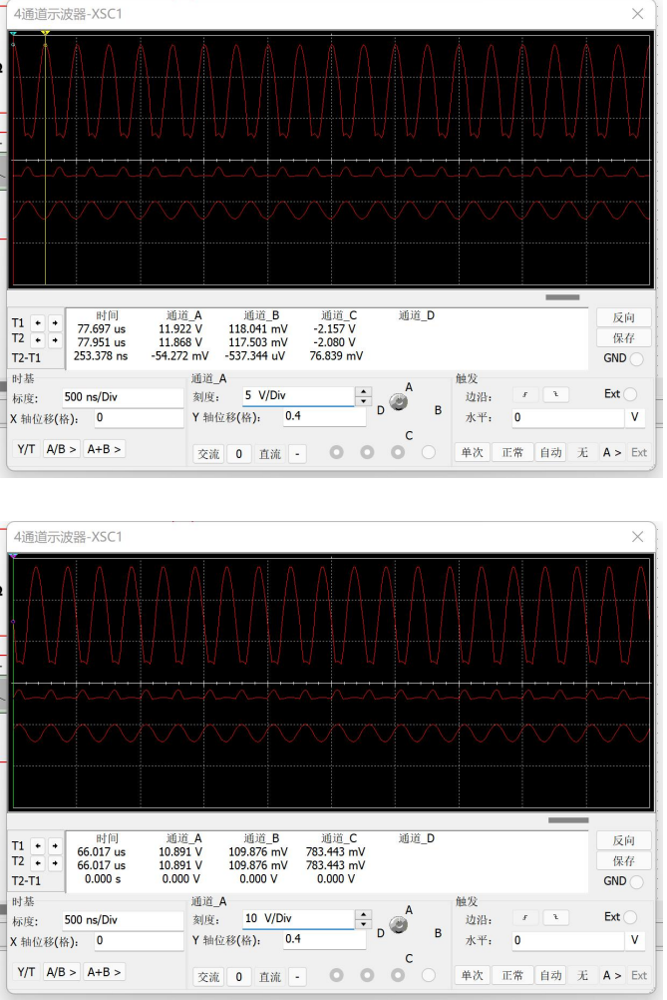 4通道示波器-XSC1
时间 通道_A 通道_B 通道_C 通道_D
T1 77.697 us 11.922 V 118.041 mV -2.157 V
T2 77.951 us 11.868 V 117.503 mV -2.080 V
T2-T1 253.378 ns -54.272 mV -537.344 uV 76.839 mV
反向
保存
GND
时基
标度: 500 ns/Div
X 轴位移(格): 0
Y/T A/B > A+B >
通道_A
刻度: 5 V/Div
Y 轴位移(格): 0.4
交流 0 直流 -
A
D B
C
触发
边沿: Ext
水平: 0 V
单次 正常 自动 无 A > Ext
4通道示波器-XSC1
时间 通道_A 通道_B 通道_C 通道_D
T1 66.017 us 10.891 V 109.876 mV 783.443 mV
T2 66.017 us 10.891 V 109.876 mV 783.443 mV
T2-T1 0.000 s 0.000 V 0.000 V 0.000 V
反向
保存
GND
时基
标度: 500 ns/Div
X 轴位移(格): 0
Y/T A/B > A+B >
通道_A
刻度: 10 V/Div
Y 轴位移(格): 0.4
交流 0 直流 -
A
D B
C
触发
边沿: Ext
水平: 0 V
单次 正常 自动 无 A > Ext